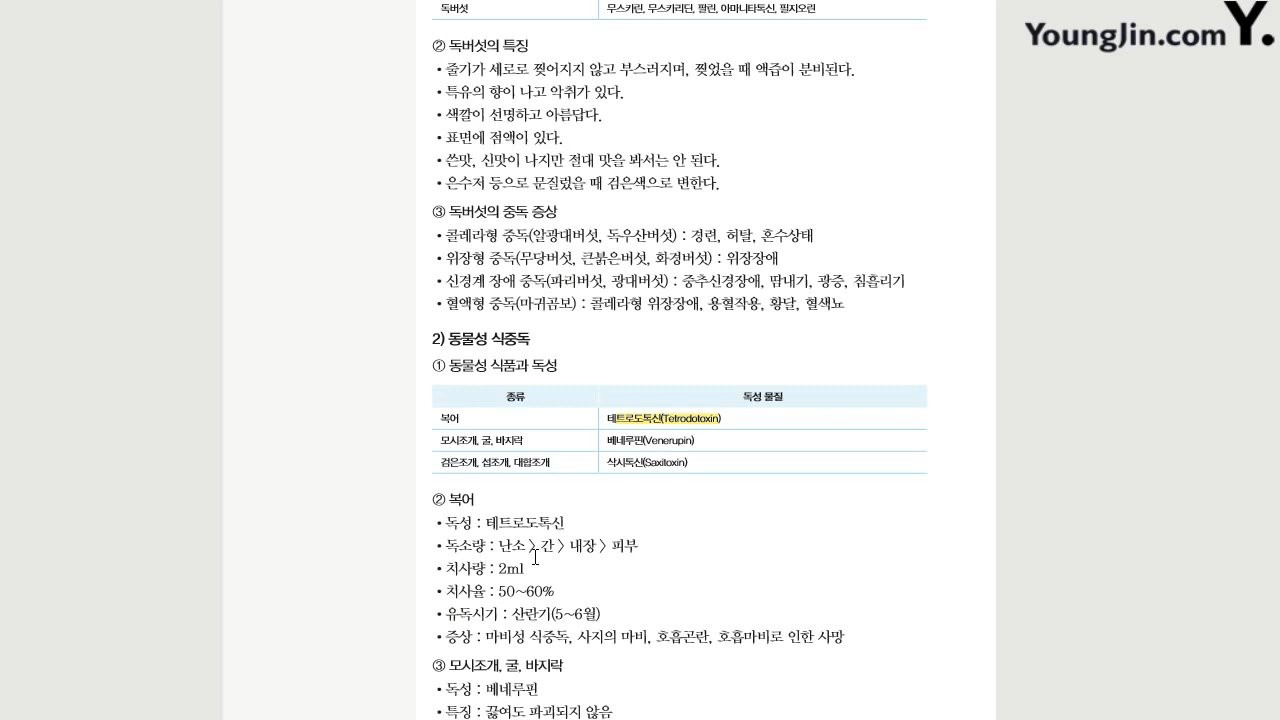 독버섯 무스카린, 무스카리딘, 팔린, 아마니타톡신, 필지오린
YoungJin.com Y.
② 독버섯의 특징
• 줄기가 세로로 찢어지지 않고 부스러지며, 찢었을 때 액즙이 분비된다.
• 특유의 향이 나고 악취가 있다.
• 색깔이 선명하고 아름답다.
• 표면에 점액이 있다.
• 쓴맛, 신맛이 나지만 절대 맛을 봐서는 안 된다.
• 은수저 등으로 문질렀을 때 검은색으로 변한다.
③ 독버섯의 중독 증상
• 콜레라형 중독(알광대버섯, 독우산버섯) : 경련, 허탈, 혼수상태
• 위장형 중독(무당버섯, 큰붉은버섯, 화경버섯) : 위장장애
• 신경계 장애 중독(파리버섯, 광대버섯) : 중추신경장애, 땀내기, 광증, 침흘리기
• 혈액형 중독(마귀곰보) : 콜레라형 위장장애, 용혈작용, 황달, 혈색뇨
2) 동물성 식중독
① 동물성 식품과 독성
종류 독성 물질
복어 테트로도톡신(Tetrodotoxin)
모시조개, 굴, 바지락 베네루핀(Venerupin)
검은조개, 섭조개, 대합조개 삭시톡신(Saxitoxin)
② 복어
• 독성 : 테트로도톡신
• 독소량 : 난소 〉 간 〉 내장 〉 피부
• 치사량 : 2ml
• 치사율 : 50~60%
• 유독시기 : 산란기(5~6월)
• 증상 : 마비성 식중독, 사지의 마비, 호흡곤란, 호흡마비로 인한 사망
③ 모시조개, 굴, 바지락
• 독성 : 베네루핀
• 특징 : 끓여도 파괴되지 않음